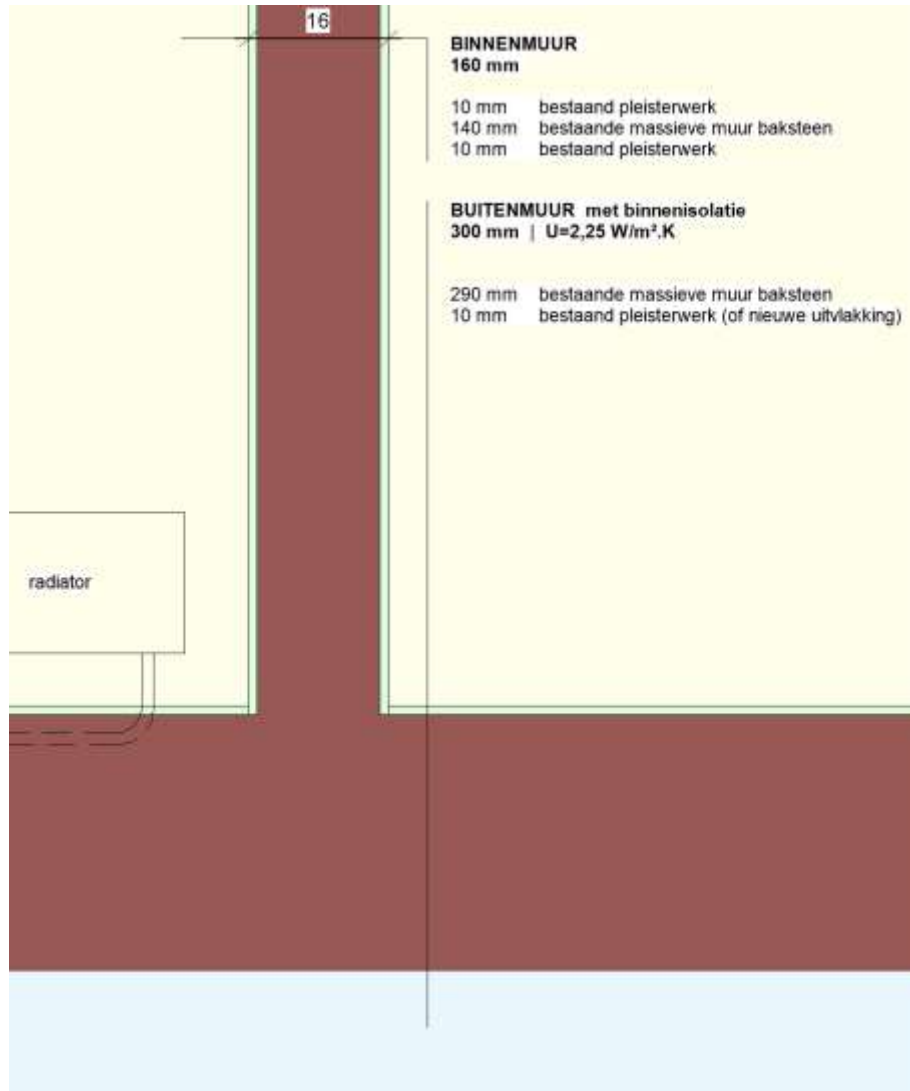 16
BINNENMUUR
160 mm
10 mm bestaand pleisterwerk
140 mm bestaande massieve muur baksteen
10 mm bestaand pleisterwerk
BUITENMUUR met binnenisolatie
300 mm | U=2,25 W/m².K
290 mm bestaande massieve muur baksteen
10 mm bestaand pleisterwerk (of nieuwe uitvlakking)
radiator